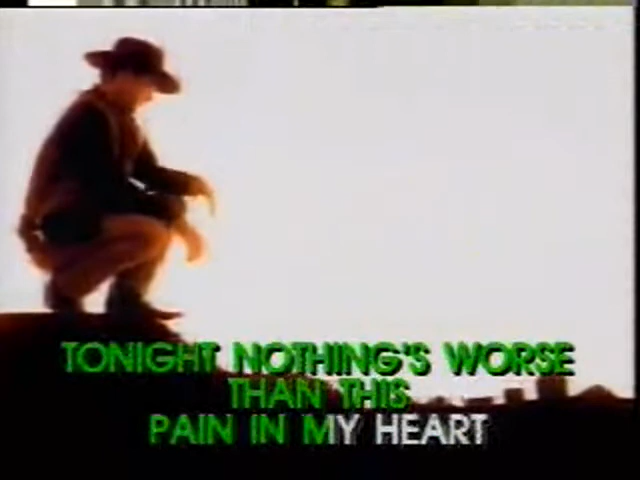 TONIGHT NOTHING'S WORSE
THAN THIS
PAIN IN MY HEART